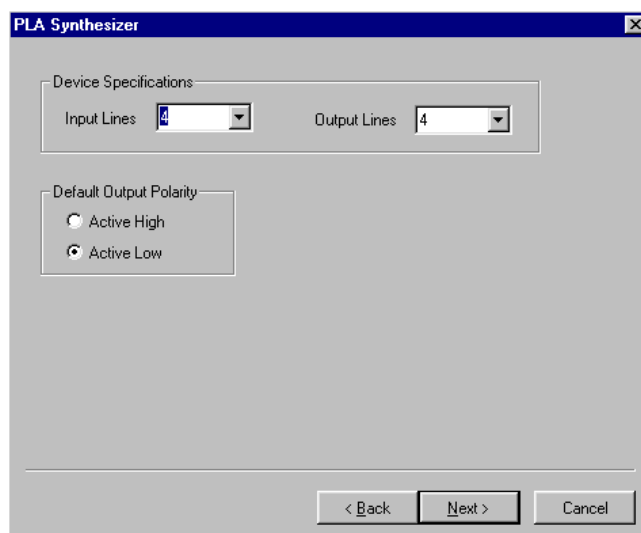 PLA Synthesizer
Device Specifications
Input Lines 4 Output Lines 4
Default Output Polarity
Active High
Active Low
< Back Next > Cancel